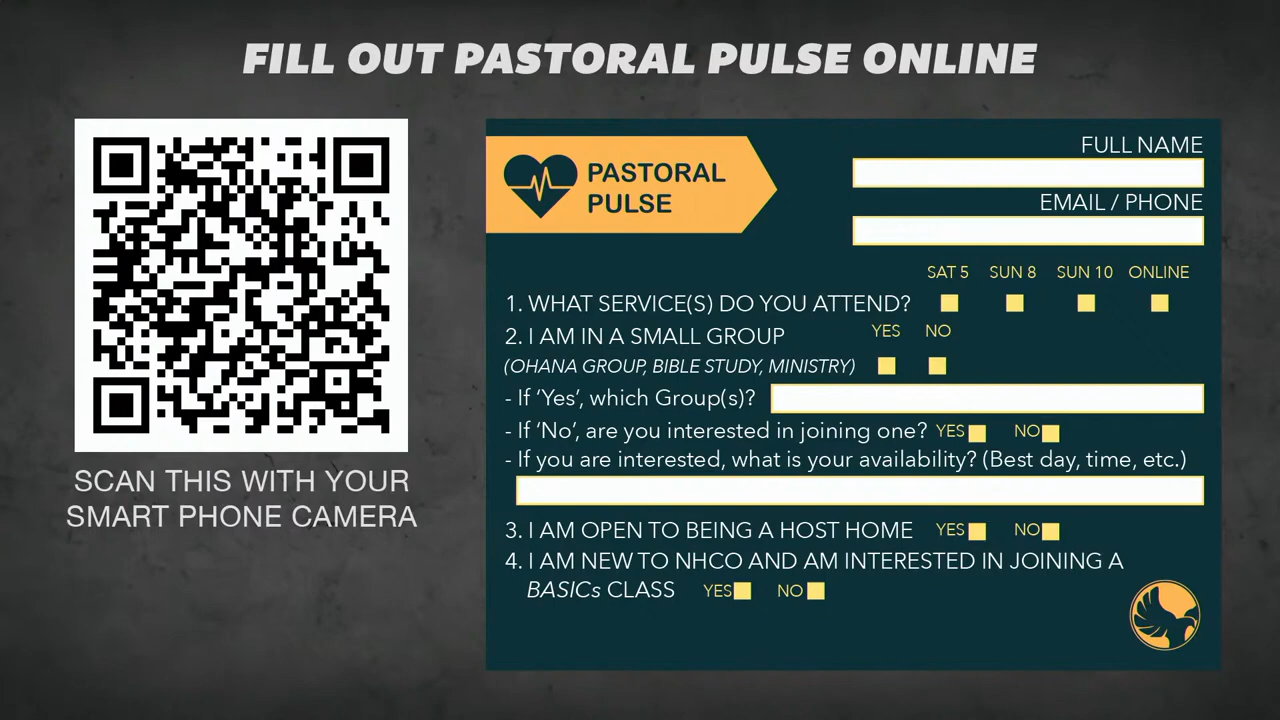 FILL OUT PASTORAL PULSE ONLINE
SCAN THIS WITH YOUR
SMART PHONE CAMERA
PASTORAL
PULSE
FULL NAME
EMAIL / PHONE
SAT 5 SUN 8 SUN 10 ONLINE
1. WHAT SERVICE(S) DO YOU ATTEND?
2. I AM IN A SMALL GROUP YES NO
(OHANA GROUP, BIBLE STUDY, MINISTRY)
- If ‘Yes’, which Group(s)?
- If ‘No’, are you interested in joining one? YES NO
- If you are interested, what is your availability? (Best day, time, etc.)
3. I AM OPEN TO BEING A HOST HOME YES NO
4. I AM NEW TO NHCO AND AM INTERESTED IN JOINING A
BASICs CLASS YES NO